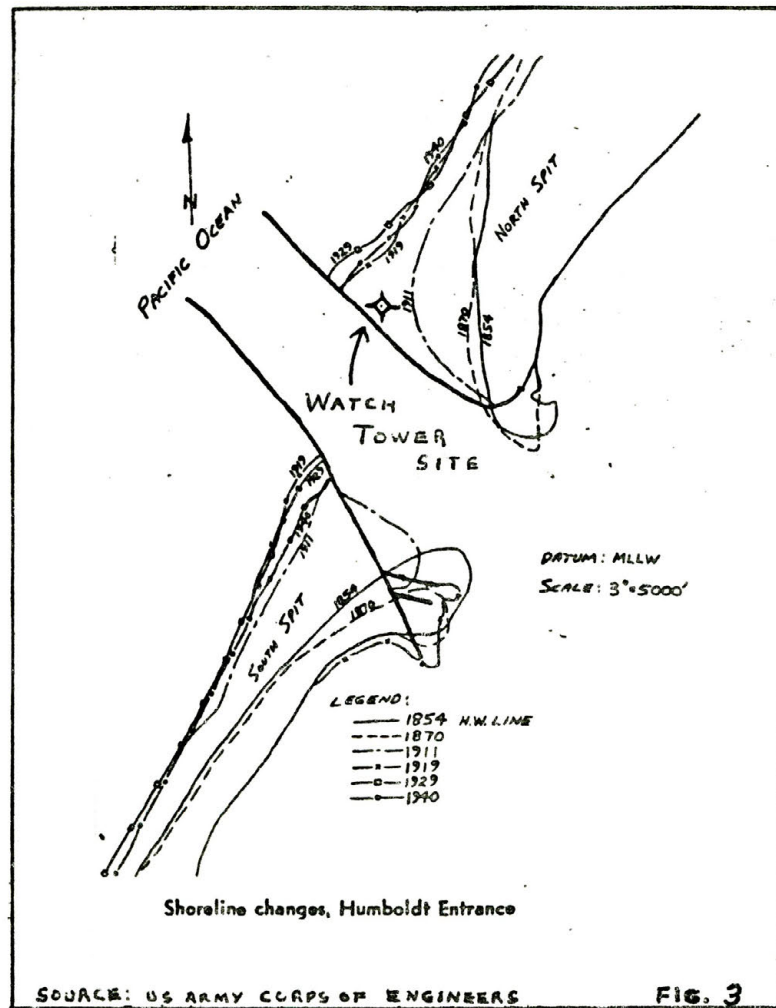 N
PACIFIC OCEAN
1940
1929
1919
1911
1870
1854
NORTH SPIT
WATCH
TOWER
SITE
1919
1940
1911
1854
1870
SOUTH SPIT
DATUM: MLLW
SCALE: 3"=5000'
LEGEND:
1854 H.W. LINE
1870
1911
1919
1929
1940
Shoreline changes, Humboldt Entrance
SOURCE: US ARMY CORPS OF ENGINEERS
FIG. 3